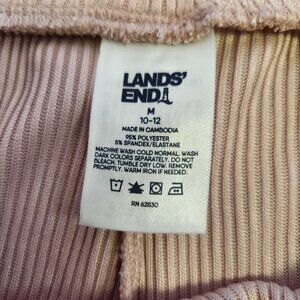 LANDS'
END
M
10-12
MADE IN CAMBODIA
95% POLYESTER
5% SPANDEX/ELASTANE
MACHINE WASH COLD NORMAL. WASH
DARK COLORS SEPARATELY. DO NOT
BLEACH. TUMBLE DRY LOW. REMOVE
PROMPTLY. WARM IRON IF NEEDED.
RN 62830